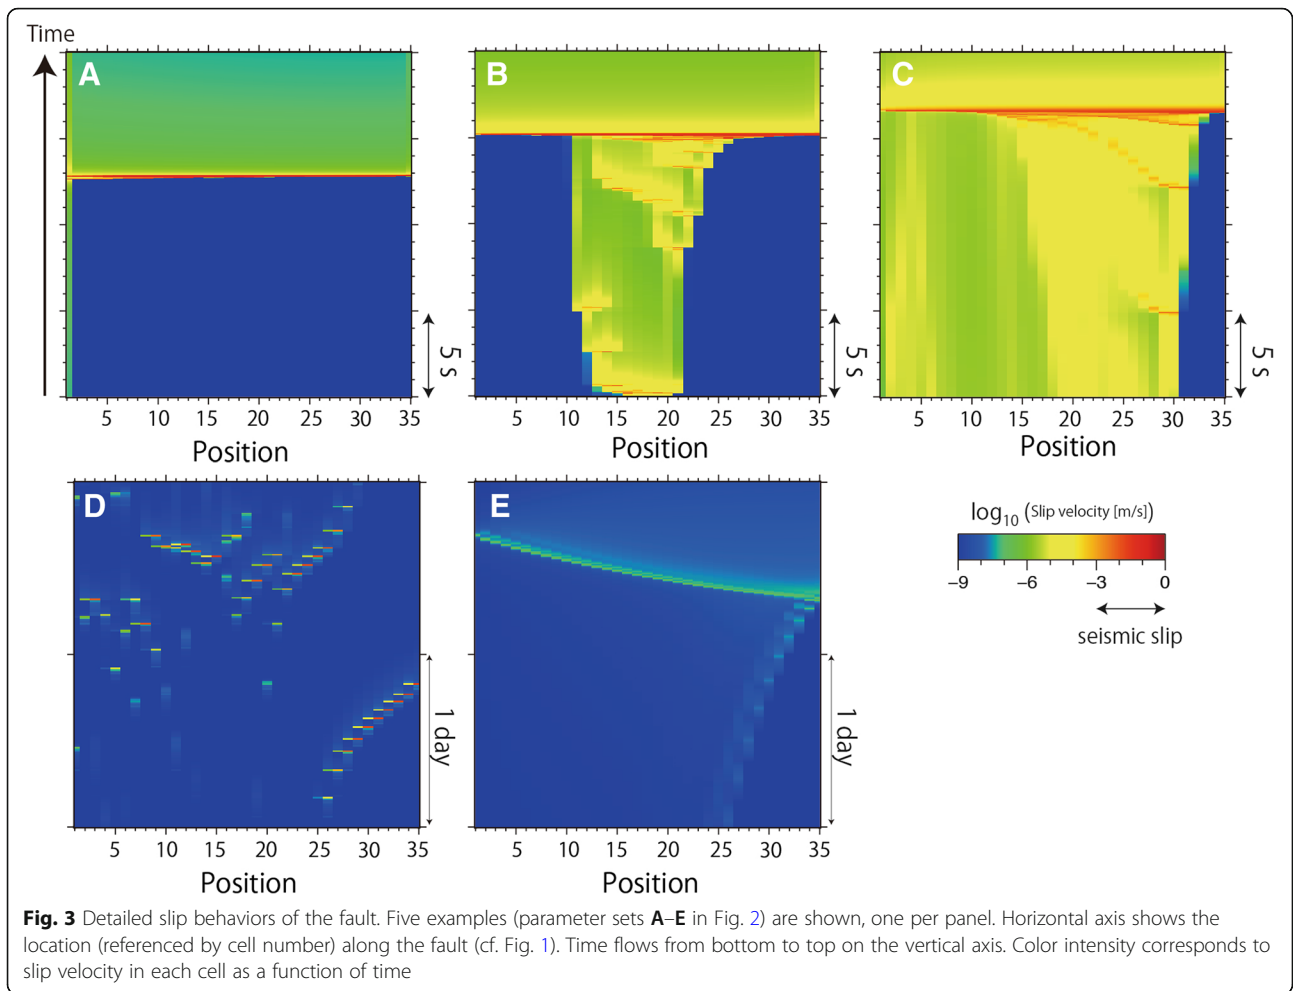 Time
A
B
C
5 s
5 s
5 s
5 10 15 20 25 30 35
5 10 15 20 25 30 35
5 10 15 20 25 30 35
Position
Position
Position
D
E
log10 (Slip velocity [m/s])
-9 -6 -3 0
seismic slip
1 day
1 day
5 10 15 20 25 30 35
5 10 15 20 25 30 35
Position
Position
Fig. 3 Detailed slip behaviors of the fault. Five examples (parameter sets A–E in Fig. 2) are shown, one per panel. Horizontal axis shows the
location (referenced by cell number) along the fault (cf. Fig. 1). Time flows from bottom to top on the vertical axis. Color intensity corresponds to
slip velocity in each cell as a function of time